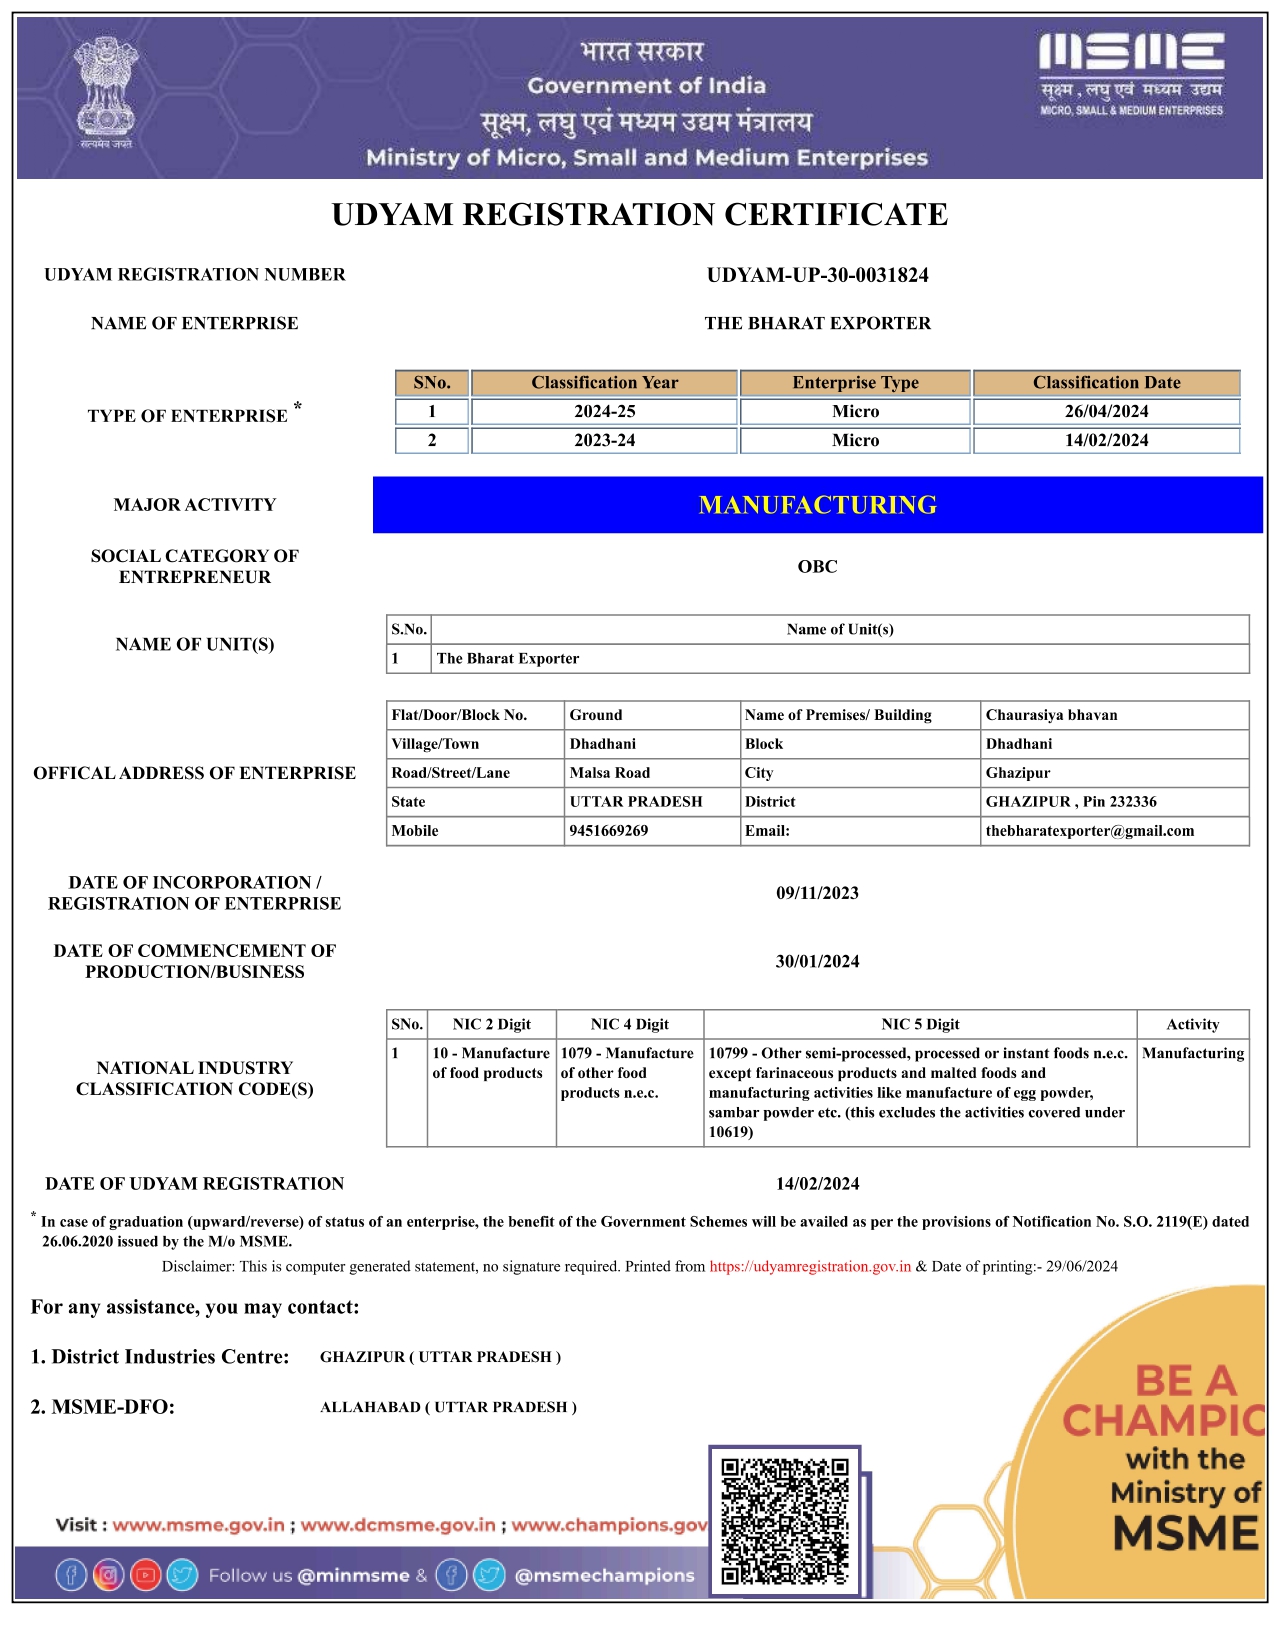 भारत सरकार
Government of India
सूक्ष्म, लघु एवं मध्यम उद्यम मंत्रालय
Ministry of Micro, Small and Medium Enterprises
सत्यमेव जयते
MSME
सूक्ष्म , लघु एवं मध्यम उद्यम
MICRO, SMALL & MEDIUM ENTERPRISES
UDYAM REGISTRATION CERTIFICATE
UDYAM REGISTRATION NUMBER UDYAM-UP-30-0031824
NAME OF ENTERPRISE THE BHARAT EXPORTER
TYPE OF ENTERPRISE *
SNo. Classification Year Enterprise Type Classification Date
1 2024-25 Micro 26/04/2024
2 2023-24 Micro 14/02/2024
MAJOR ACTIVITY MANUFACTURING
SOCIAL CATEGORY OF
ENTREPRENEUR
OBC
NAME OF UNIT(S)
S.No. Name of Unit(s)
1 The Bharat Exporter
OFFICAL ADDRESS OF ENTERPRISE
Flat/Door/Block No. Ground Name of Premises/ Building Chaurasiya bhavan
Village/Town Dhadhani Block Dhadhani
Road/Street/Lane Malsa Road City Ghazipur
State UTTAR PRADESH District GHAZIPUR , Pin 232336
Mobile 9451669269 Email: thebharatexporter@gmail.com
DATE OF INCORPORATION /
REGISTRATION OF ENTERPRISE
09/11/2023
DATE OF COMMENCEMENT OF
PRODUCTION/BUSINESS
30/01/2024
NATIONAL INDUSTRY
CLASSIFICATION CODE(S)
SNo. NIC 2 Digit NIC 4 Digit NIC 5 Digit Activity
1 10 - Manufacture 1079 - Manufacture 10799 - Other semi-processed, processed or instant foods n.e.c. Manufacturing
of food products of other food except farinaceous products and malted foods and
products n.e.c. manufacturing activities like manufacture of egg powder,
sambar powder etc. (this excludes the activities covered under
10619)
DATE OF UDYAM REGISTRATION 14/02/2024
* In case of graduation (upward/reverse) of status of an enterprise, the benefit of the Government Schemes will be availed as per the provisions of Notification No. S.O. 2119(E) dated
26.06.2020 issued by the M/o MSME.
Disclaimer: This is computer generated statement, no signature required. Printed from https://udyamregistration.gov.in & Date of printing:- 29/06/2024
For any assistance, you may contact:
1. District Industries Centre: GHAZIPUR ( UTTAR PRADESH )
2. MSME-DFO: ALLAHABAD ( UTTAR PRADESH )
BE A
CHAMPIO
with the
Ministry of
MSME
Visit : www.msme.gov.in ; www.dcmsme.gov.in ; www.champions.gov
Follow us @minmsme & @msmechampions